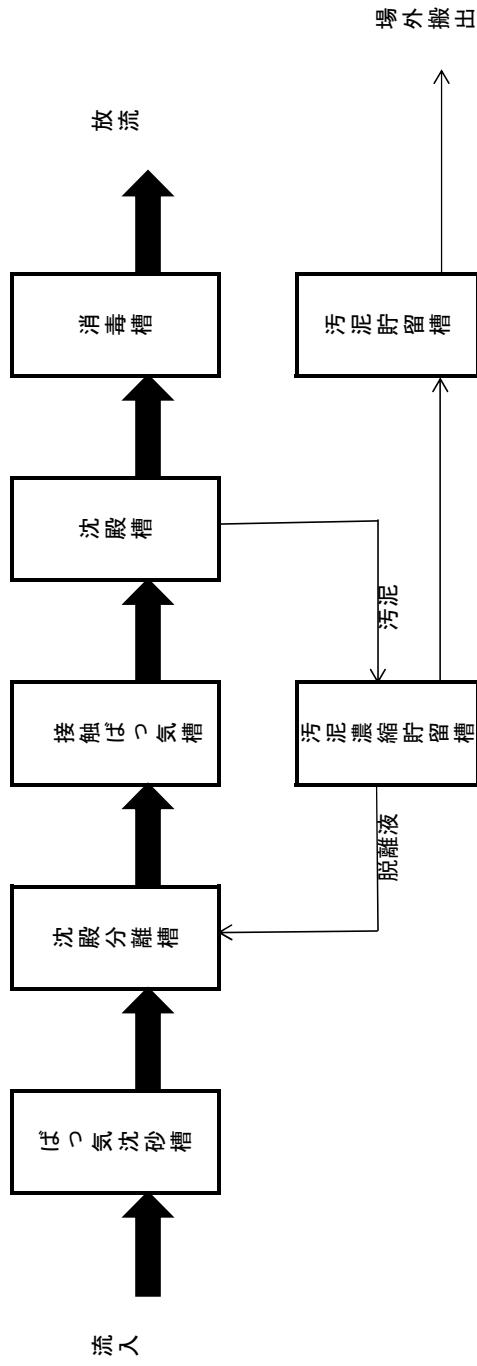 流入
ばっ気沈砂槽
沈殿分離槽
接触ばっ気槽
沈殿槽
消毒槽
放流
脱離液
汚泥濃縮貯留槽
汚泥
汚泥貯留槽
場外搬出